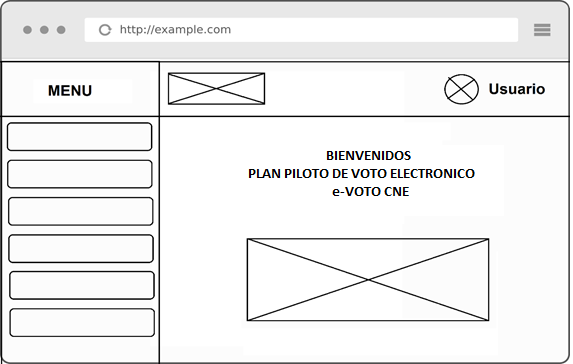 http://example.com
MENU
Usuario
BIENVENIDOS
PLAN PILOTO DE VOTO ELECTRONICO
e-VOTO CNE